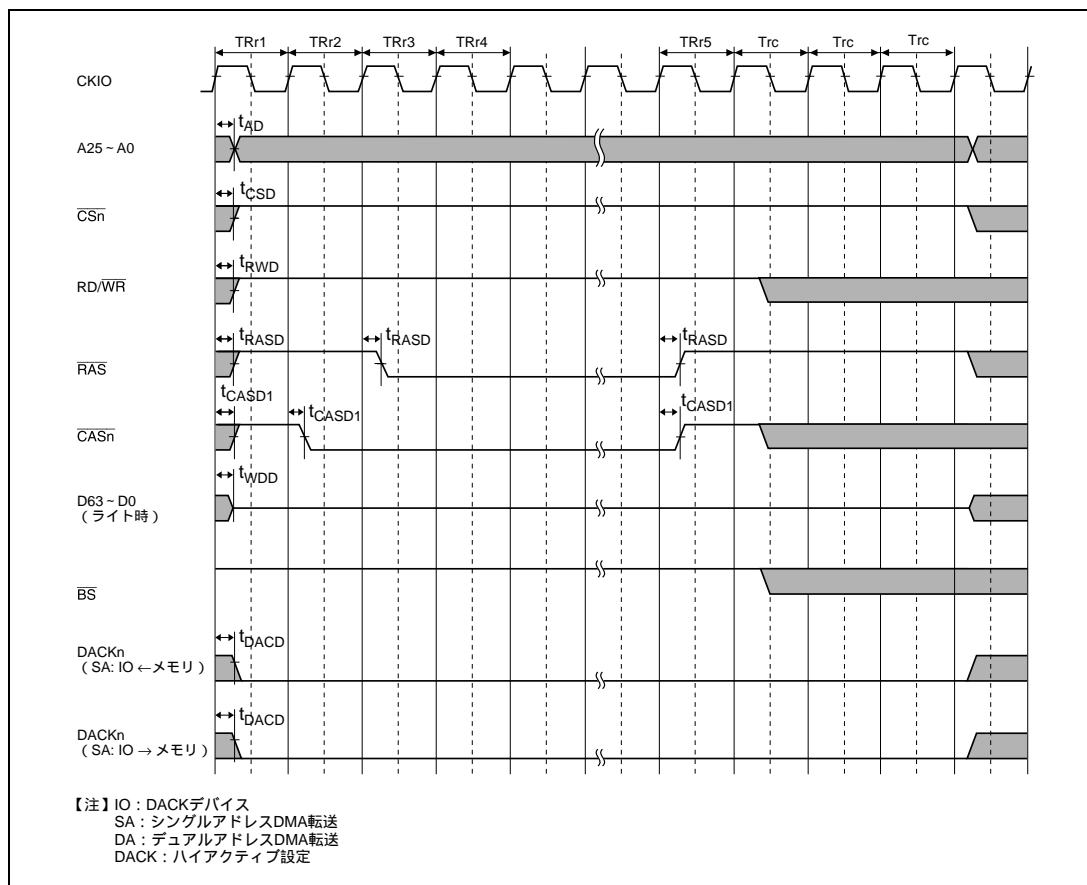 TRr1 TRr2 TRr3 TRr4 TRr5 Trc Trc Trc
CKIO
tAD
A25 ~ A0
tCSD
CSn
tRWD
RD/WR
tRASD tRASD tRASD
RAS
tCASD1 tCASD1 tCASD1
CASn
tWDD
D63 ~ D0
(ライト時)
BS
tDACD
DACKn
(SA: IO ←メモリ)
tDACD
DACKn
(SA: IO → メモリ)
【注】IO:DACKデバイス
SA:シングルアドレスDMA転送
DA:デュアルアドレスDMA転送
DACK:ハイアクティブ設定